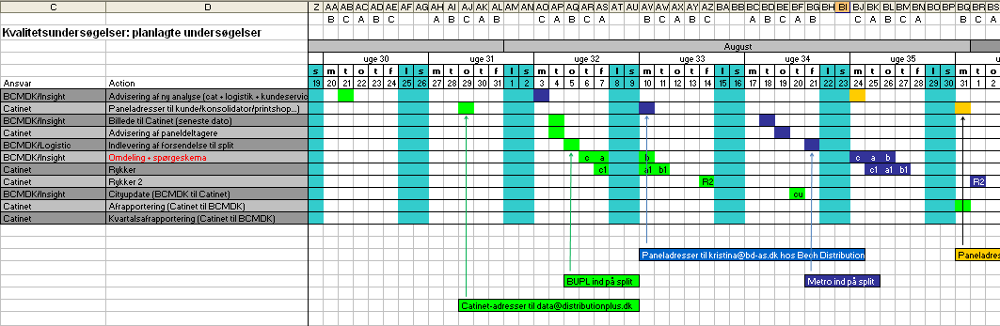 C D Z AA AB AC AD AE AF AG AH AI AJ AK AL AM AN AO AP AQ AR AS AT AU AV AW AX AY AZ BA BB BC BD BE BF BG BH BI BJ BK BL BM BN BO BP BQ BR BS
B C A B C A B C A B C A B C A B C A B C A B C A B C A B C A B C A
Kvalitetsundersøgelser: planlagte undersøgelser
August
uge 30 uge 31 uge 32 uge 33 uge 34 uge 35
s m t o t f l s m t o t f l s m t o t f l s m t o t f l s m t o t f l s m t o t f l s m t o
Ansvar Action 19 20 21 22 23 24 25 26 27 28 29 30 31 1 2 3 4 5 6 7 8 9 10 11 12 13 14 15 16 17 18 19 20 21 22 23 24 25 26 27 28 29 30 31 1 2
BCMDK/Insight Advisering af ny analyse (cat + logistik + kundeservic
Catinet Paneladresser til kunde/konsolidator/printshop...)
BCMDK/Insight Billede til Catinet (seneste dato)
Catinet Advisering af paneldeltagere
BCMDK/Logistic Indlevering af forsendelse til split
BCMDK/Insight Omdeling + spørgeskema c a b c a b
Catinet Rykker c1 a1 b1 c1 a1 b1
Catinet Rykker 2 R2 R2
BCMDK/Insight Cityupdate (BCMDK til Catinet) cu
Catinet Afrapportering (Catinet til BCMDK)
Catinet Kvartalsafrapportering (Catinet til BCMDK)
Paneladresser til kristina@bd-as.dk hos Bech Distribution Paneladres
BUPL ind på split Metro ind på split
Catinet-adresser til data@distributionplus.dk